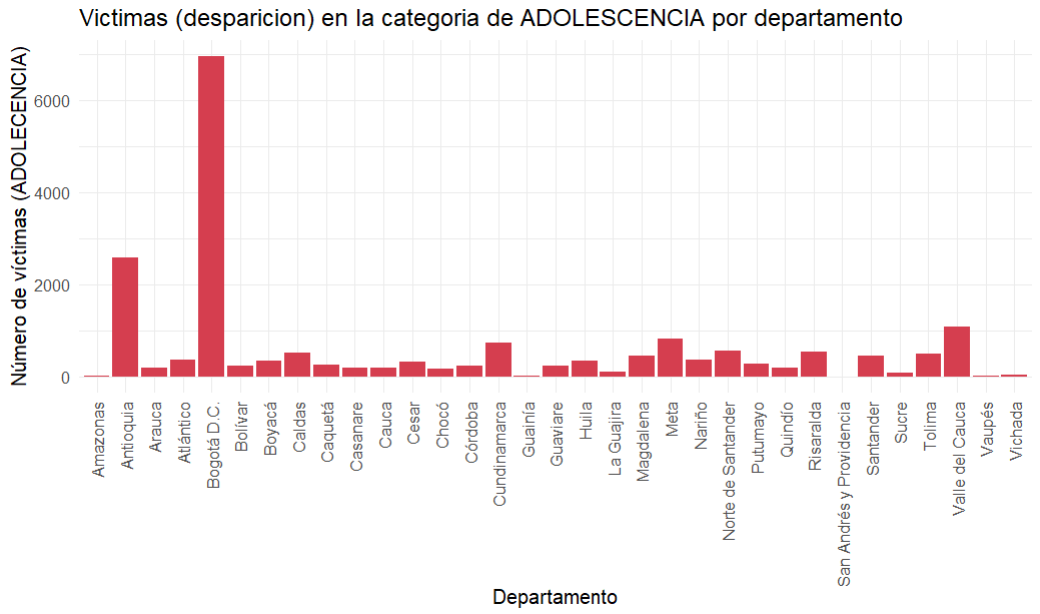 Victimas (desparicion) en la categoria de ADOLESCENCIA por departamento
Número de víctimas (ADOLECENCIA)
6000
4000
2000
0
Amazonas
Antioquia
Arauca
Atlántico
Bogotá D.C.
Bolívar
Boyacá
Caldas
Caquetá
Casanare
Cauca
Cesar
Chocó
Córdoba
Cundinamarca
Guainía
Guaviare
Huila
La Guajira
Magdalena
Meta
Nariño
Norte de Santander
Putumayo
Quindío
Risaralda
San Andrés y Providencia
Santander
Sucre
Tolima
Valle del Cauca
Vaupés
Vichada
Departamento